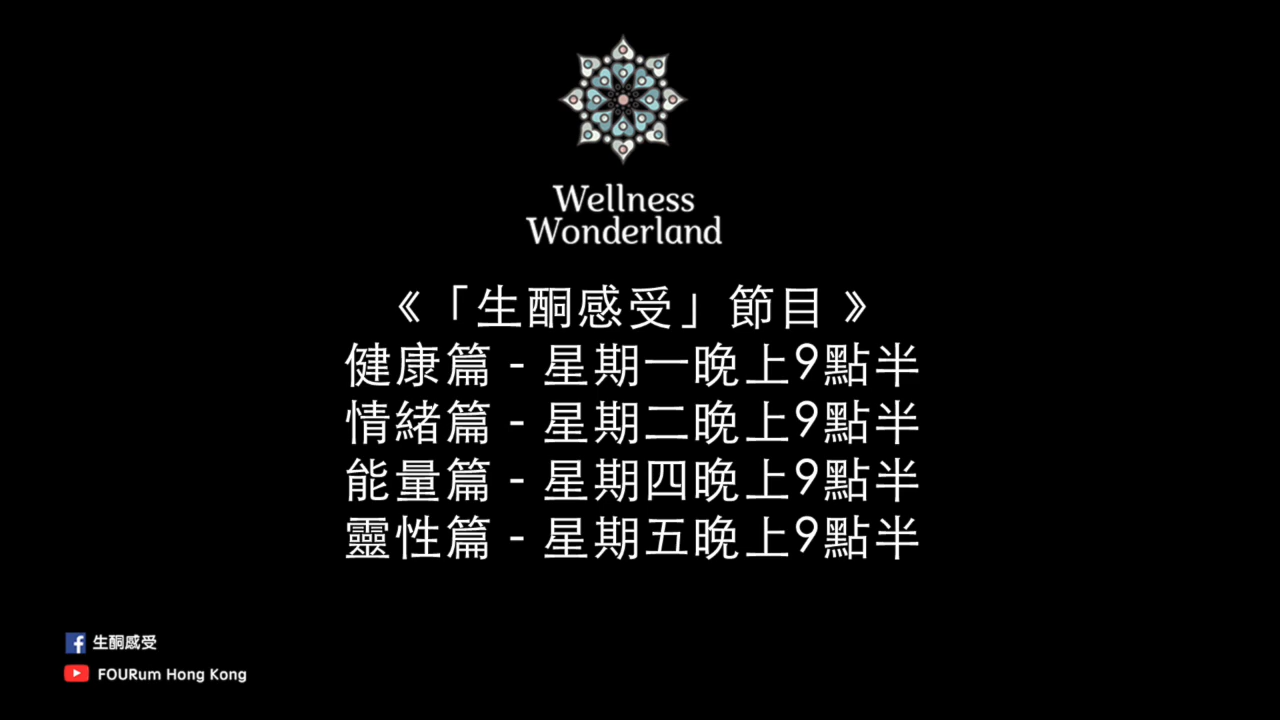 Wellness
Wonderland
《「生酮感受」節目 》
健康篇 - 星期一晚上9點半
情緒篇 - 星期二晚上9點半
能量篇 - 星期四晚上9點半
靈性篇 - 星期五晚上9點半
生酮感受
FOURum Hong Kong